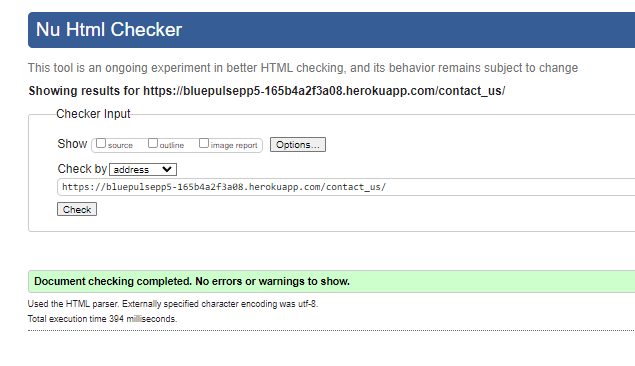 Nu Html Checker
This tool is an ongoing experiment in better HTML checking, and its behavior remains subject to change
Showing results for https://bluepulsepp5-165b4a2f3a08.herokuapp.com/contact_us/
Checker Input
Show source outline image report Options...
Check by address
https://bluepulsepp5-165b4a2f3a08.herokuapp.com/contact_us/
Check
Document checking completed. No errors or warnings to show.
Used the HTML parser. Externally specified character encoding was utf-8.
Total execution time 394 milliseconds.